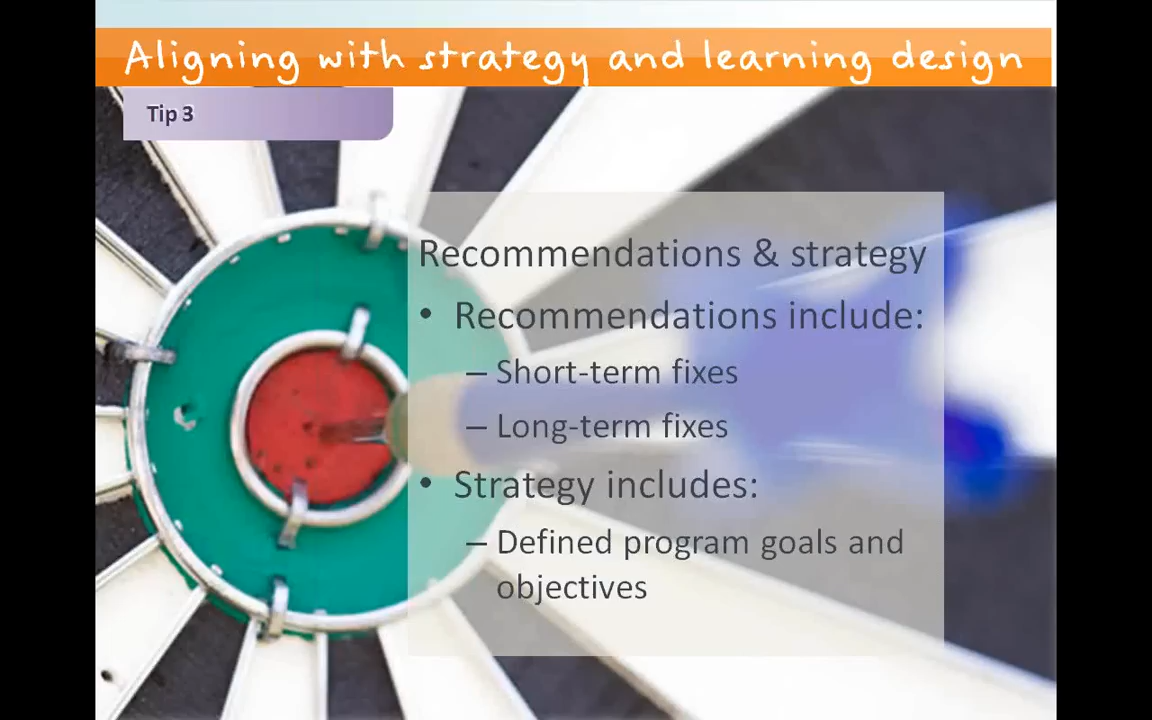 Aligning with strategy and learning design
Tip 3
Recommendations & strategy
• Recommendations include:
– Short-term fixes
– Long-term fixes
• Strategy includes:
– Defined program goals and
objectives